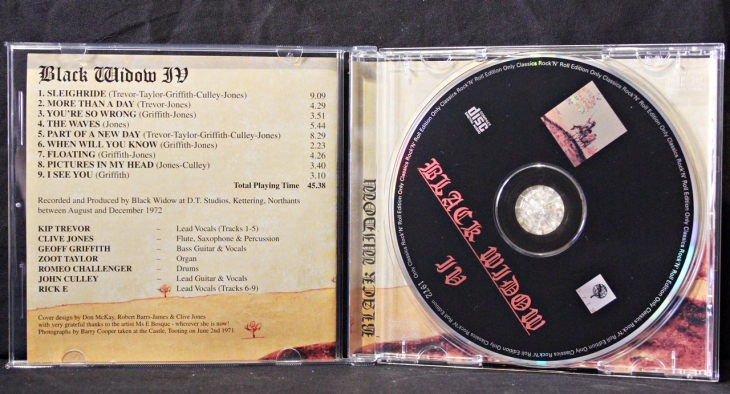 Black Widow IV
1. SLEIGHRIDE (Trevor-Taylor-Griffith-Culley-Jones) 9.09
2. MORE THAN A DAY (Trevor-Jones) 4.29
3. YOU'RE SO WRONG (Griffith-Jones) 3.51
4. THE WAVES (Jones) 5.44
5. PART OF A NEW DAY (Trevor-Taylor-Griffith-Culley-Jones) 8.29
6. WHEN WILL YOU KNOW (Griffith-Jones) 2.23
7. FLOATING (Griffith-Jones) 4.26
8. PICTURES IN MY HEAD (Jones-Culley) 3.40
9. I SEE YOU (Griffith) 3.10
Total Playing Time 45.38
Recorded and Produced by Black Widow at D.T. Studios, Kettering, Northants
between August and December 1972
KIP TREVOR – Lead Vocals (Tracks 1-5)
CLIVE JONES – Flute, Saxophone & Percussion
GEOFF GRIFFITH – Bass Guitar & Vocals
ZOOT TAYLOR – Organ
ROMEO CHALLENGER – Drums
JOHN CULLEY – Lead Guitar & Vocals
RICK E – Lead Vocals (Tracks 6-9)
Cover design by Don McKay, Robert Barrs-James & Clive Jones
with very grateful thanks to the artist Ms E Bosque - wherever she is now!
Photographs by Barry Cooper taken at the Castle, Tooting on June 2nd 1971.
BLACK WIDOW
COMPACT
disc
DIGITAL AUDIO
BLACK WIDOW
IV
1972
Only Classics Rock'N' Roll Edition Only Classics Rock'N' Roll Edition Only Classics Rock'N' Roll Edition